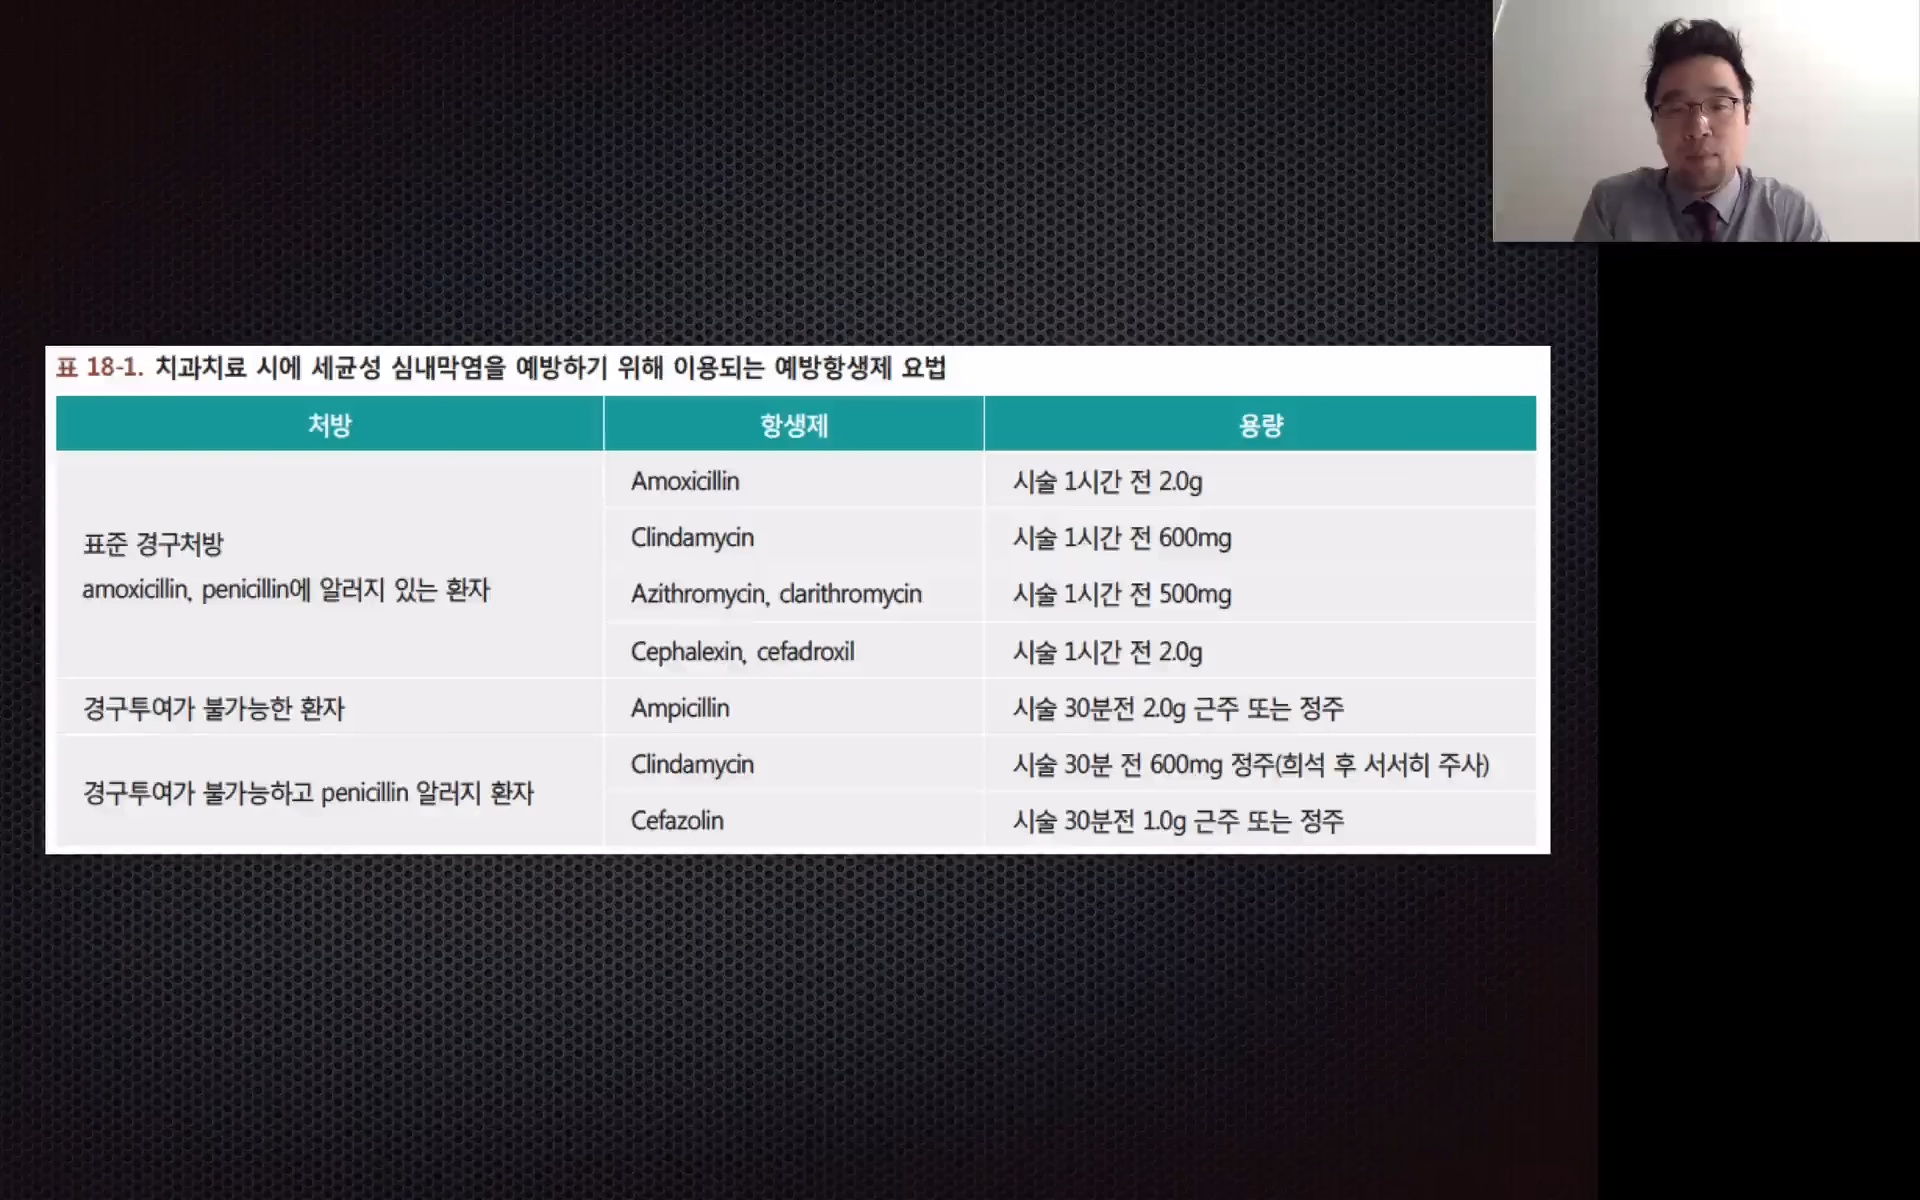 표 18-1. 치과치료 시에 세균성 심내막염을 예방하기 위해 이용되는 예방항생제 요법
처방 항생제 용량
표준 경구처방
amoxicillin, penicillin에 알러지 있는 환자
Amoxicillin 시술 1시간 전 2.0g
Clindamycin 시술 1시간 전 600mg
Azithromycin, clarithromycin 시술 1시간 전 500mg
Cephalexin, cefadroxil 시술 1시간 전 2.0g
경구투여가 불가능한 환자 Ampicillin 시술 30분전 2.0g 근주 또는 정주
경구투여가 불가능하고 penicillin 알러지 환자
Clindamycin 시술 30분 전 600mg 정주(희석 후 서서히 주사)
Cefazolin 시술 30분전 1.0g 근주 또는 정주